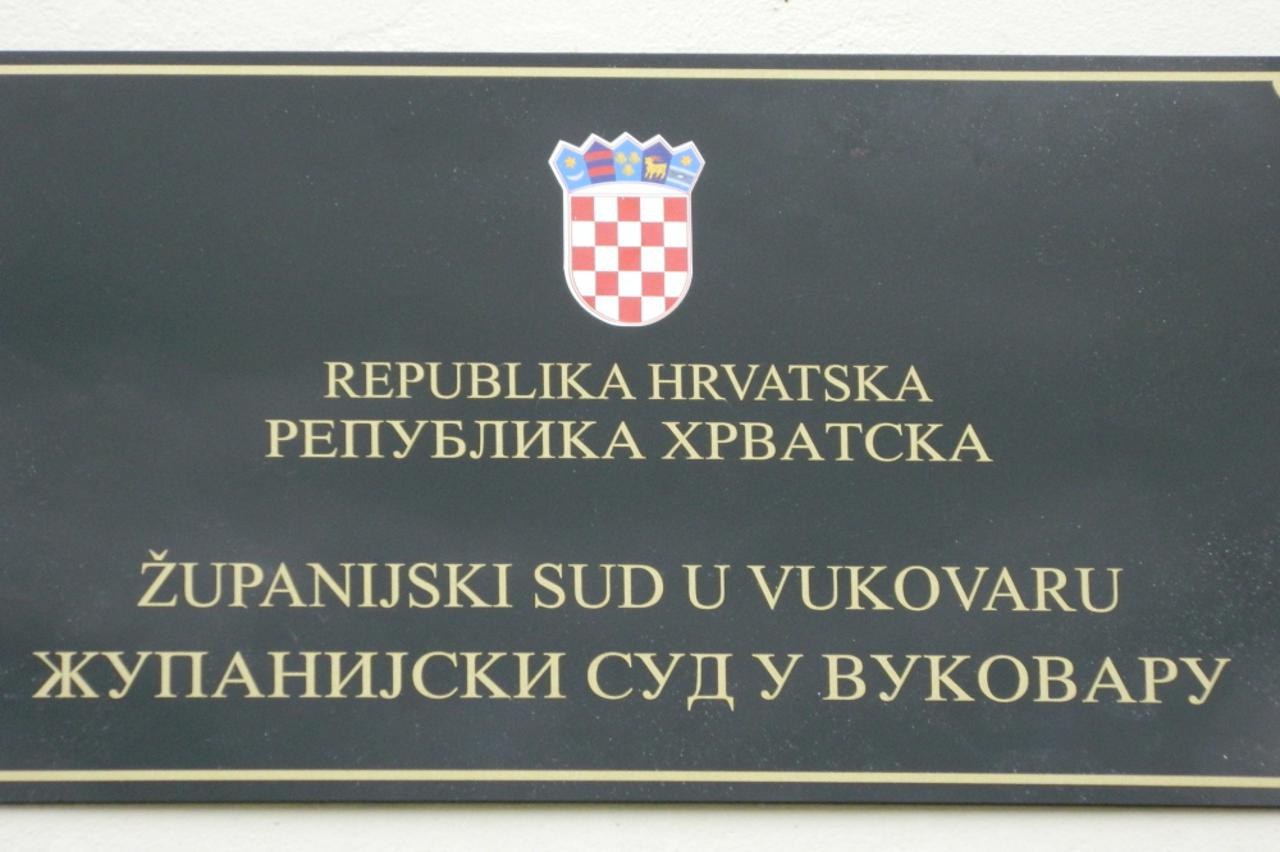 REPUBLIKA HRVATSKA
РЕПУБЛИКА ХРВАТСКА
ŽUPANIJSKI SUD U VUKOVARU
ЖУПАНИЈСКИ СУД У ВУКОВАРУ